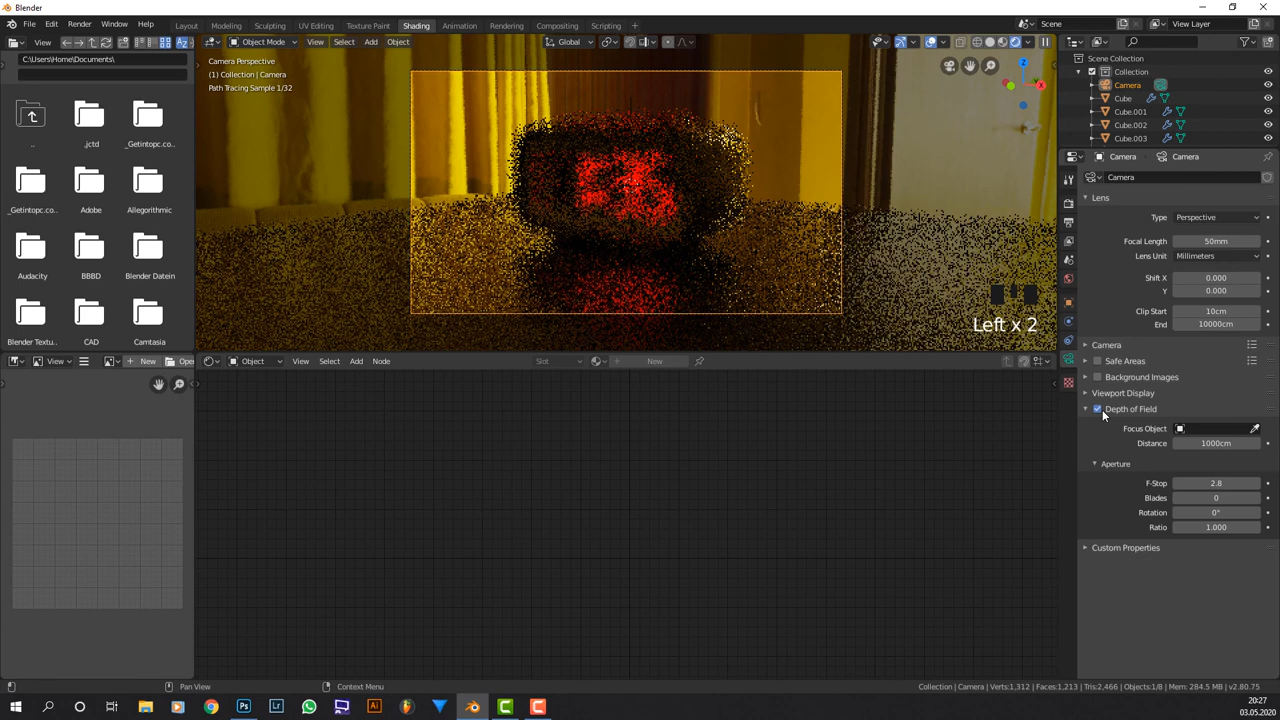 Blender
File Edit Render Window Help Layout Modeling Sculpting UV Editing Texture Paint Shading Animation Rendering Compositing Scripting + Scene View Layer
View Object Mode View Select Add Object Global
C:\Users\Home\Documents\
.. .jctd _Getintopc.co...
_Getintopc.co.. Adobe Allegorithmic
Audacity BBBD Blender Datein
Blender Textu.. CAD Camtasia
Camera Perspective
(1) Collection | Camera
Path Tracing Sample 1/32
Left x 2
Scene Collection
Collection
Camera
Cube
Cube.001
Cube.002
Cube.003
Camera Camera
Camera
Lens
Type Perspective
Focal Length 50mm
Lens Unit Millimeters
Shift X 0.000
Y 0.000
Clip Start 10cm
End 10000cm
Camera
Safe Areas
Background Images
Viewport Display
Depth of Field
Focus Object
Distance 1000cm
Aperture
F-Stop 2.8
Blades 0
Rotation 0°
Ratio 1.000
Custom Properties
View + New Object View Select Add Node Slot + New
Pan View Context Menu Collection | Camera | Verts:1,312 | Faces:1,213 | Tris:2,466 | Objects:1/8 | Mem: 284.5 MB | v2.80.75
20:27
03.05.2020